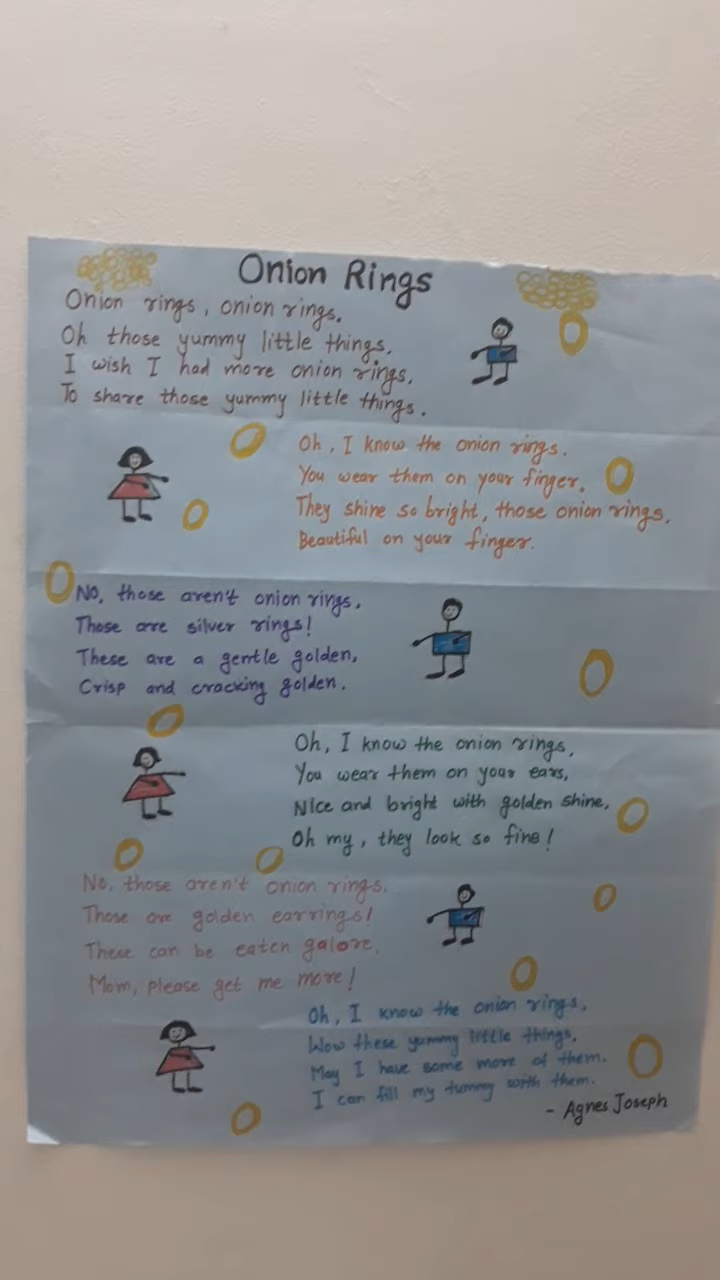 Onion Rings
Onion rings, onion rings.
Oh those yummy little things.
I wish I had more onion rings,
To share those yummy little things.
Oh, I know the onion rings.
You wear them on your finger.
They shine so bright, those onion rings,
Beautiful on your finger.
No, those aren't onion rings,
Those are silver rings!
These are a gentle golden,
Crisp and cracking golden.
Oh, I know the onion rings,
You wear them on your ears,
Nice and bright with golden shine,
Oh my, they look so fine!
No, those aren't onion rings,
Those are golden earrings!
These can be eaten galore,
Mom, please get me more!
Oh, I know the onion rings,
Wow these yummy little things,
May I have some more of them.
I can fill my tummy with them.
- Agnes Joseph